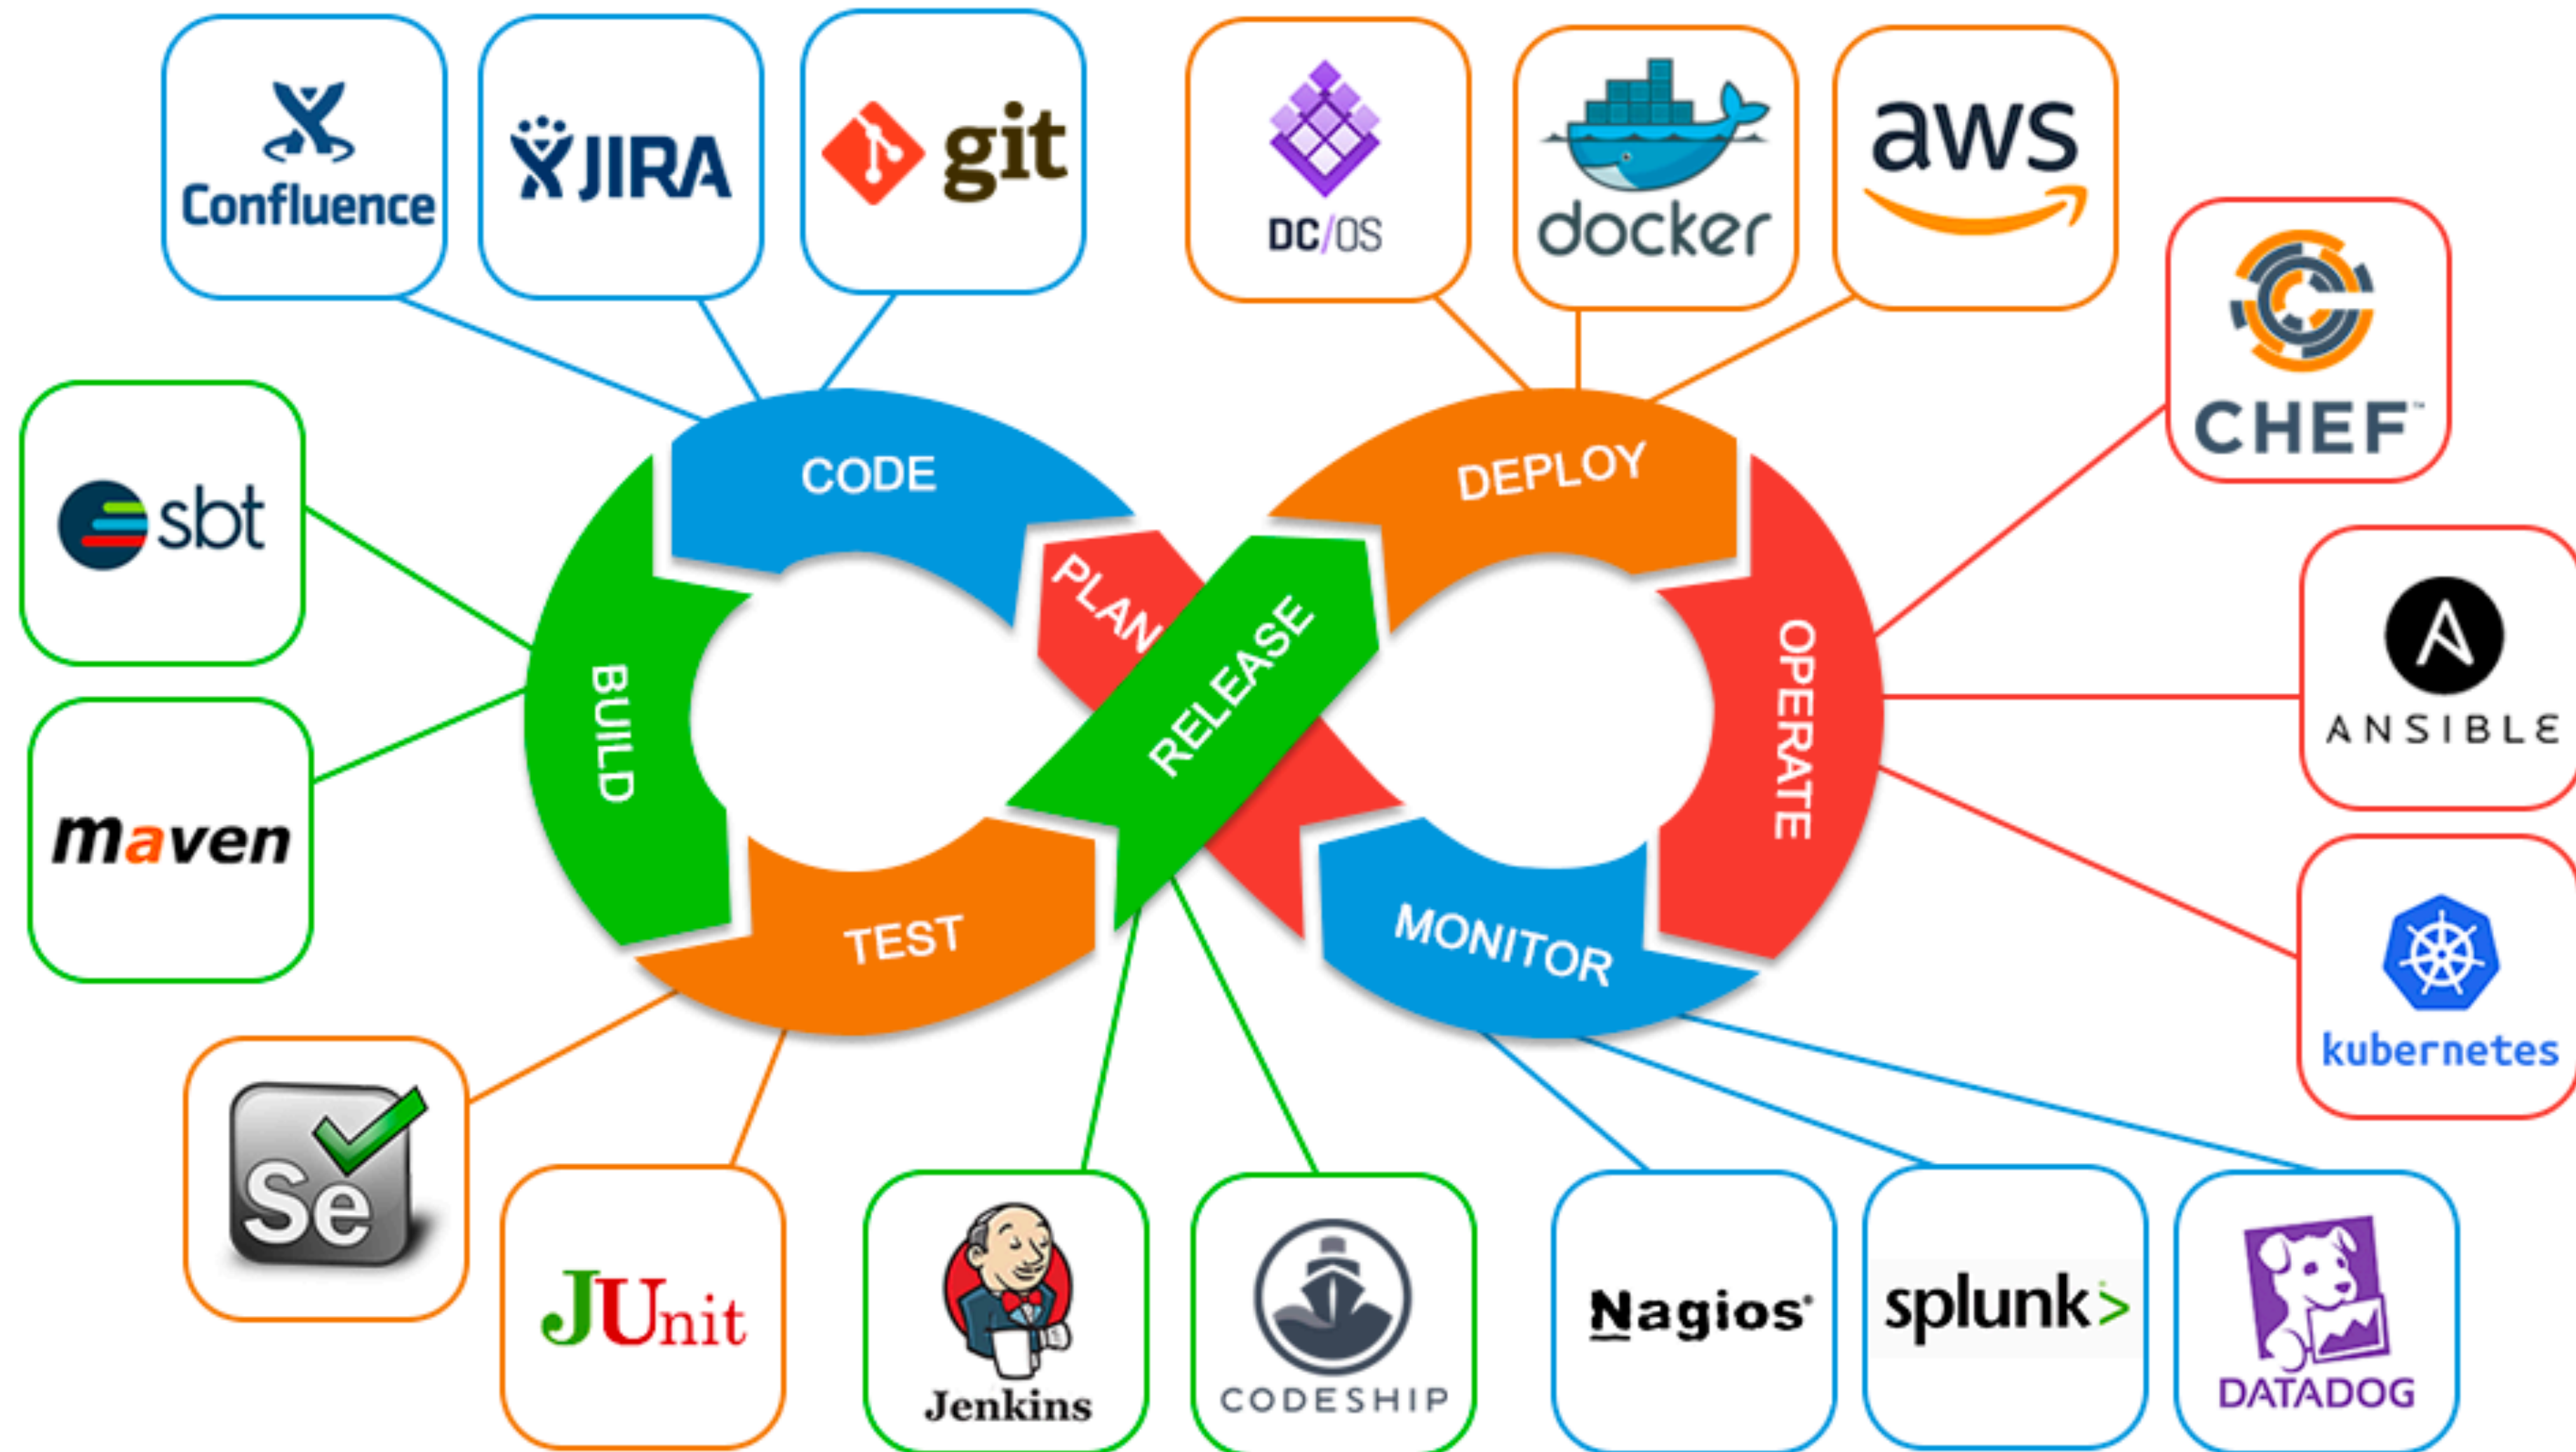 Confluence
JIRA
git
DC/OS
docker
aws
CHEF™
sbt
CODE
DEPLOY
PLAN
RELEASE
BUILD
OPERATE
ANSIBLE
maven
TEST
MONITOR
kubernetes
Se
JUnit
Jenkins
CODESHIP
Nagios®
splunk>
DATADOG